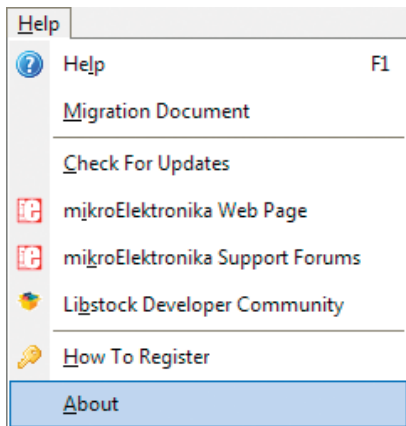 Help
Help F1
Migration Document
Check For Updates
mikroElektronika Web Page
mikroElektronika Support Forums
Libstock Developer Community
How To Register
About